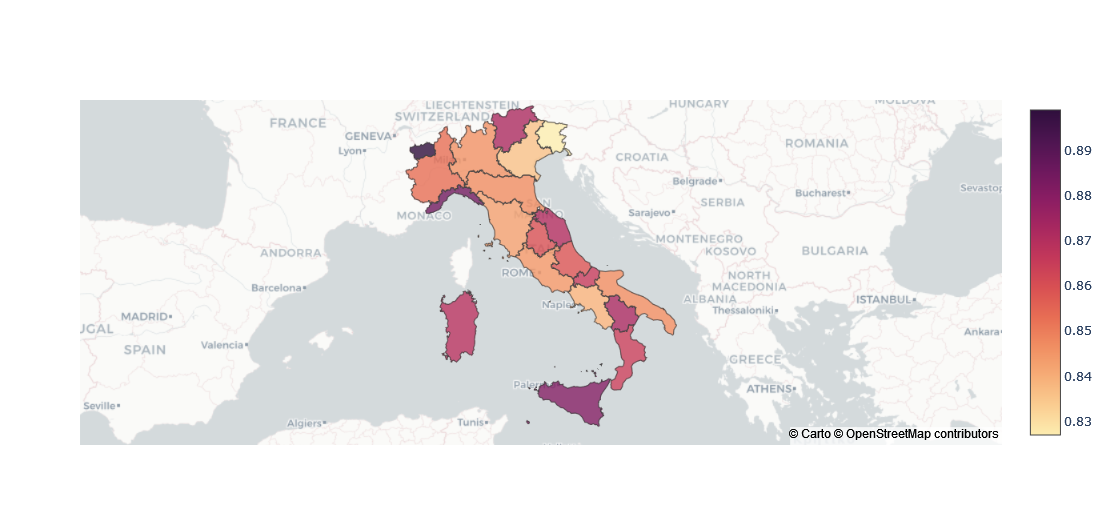 LIECHTENSTEIN
HUNGARY
MOLDOVA
SWITZERLAND
FRANCE
GENEVA
Lyon
ROMANIA
CROATIA
Belgrade
Bucharest
Sevastop
SERBIA
MONACO
Sarajevo
MONTENEGRO
KOSOVO
BULGARIA
ANDORRA
ROME
NORTH
MACEDONIA
Barcelona
ALBANIA
ISTANBUL
Naples
Thessaloniki
MADRID
UGAL
Ankara
SPAIN
Valencia
GREECE
Paler
ATHENS
Seville
Algiers
Tunis
© Carto © OpenStreetMap contributors
0.89
0.88
0.87
0.86
0.85
0.84
0.83